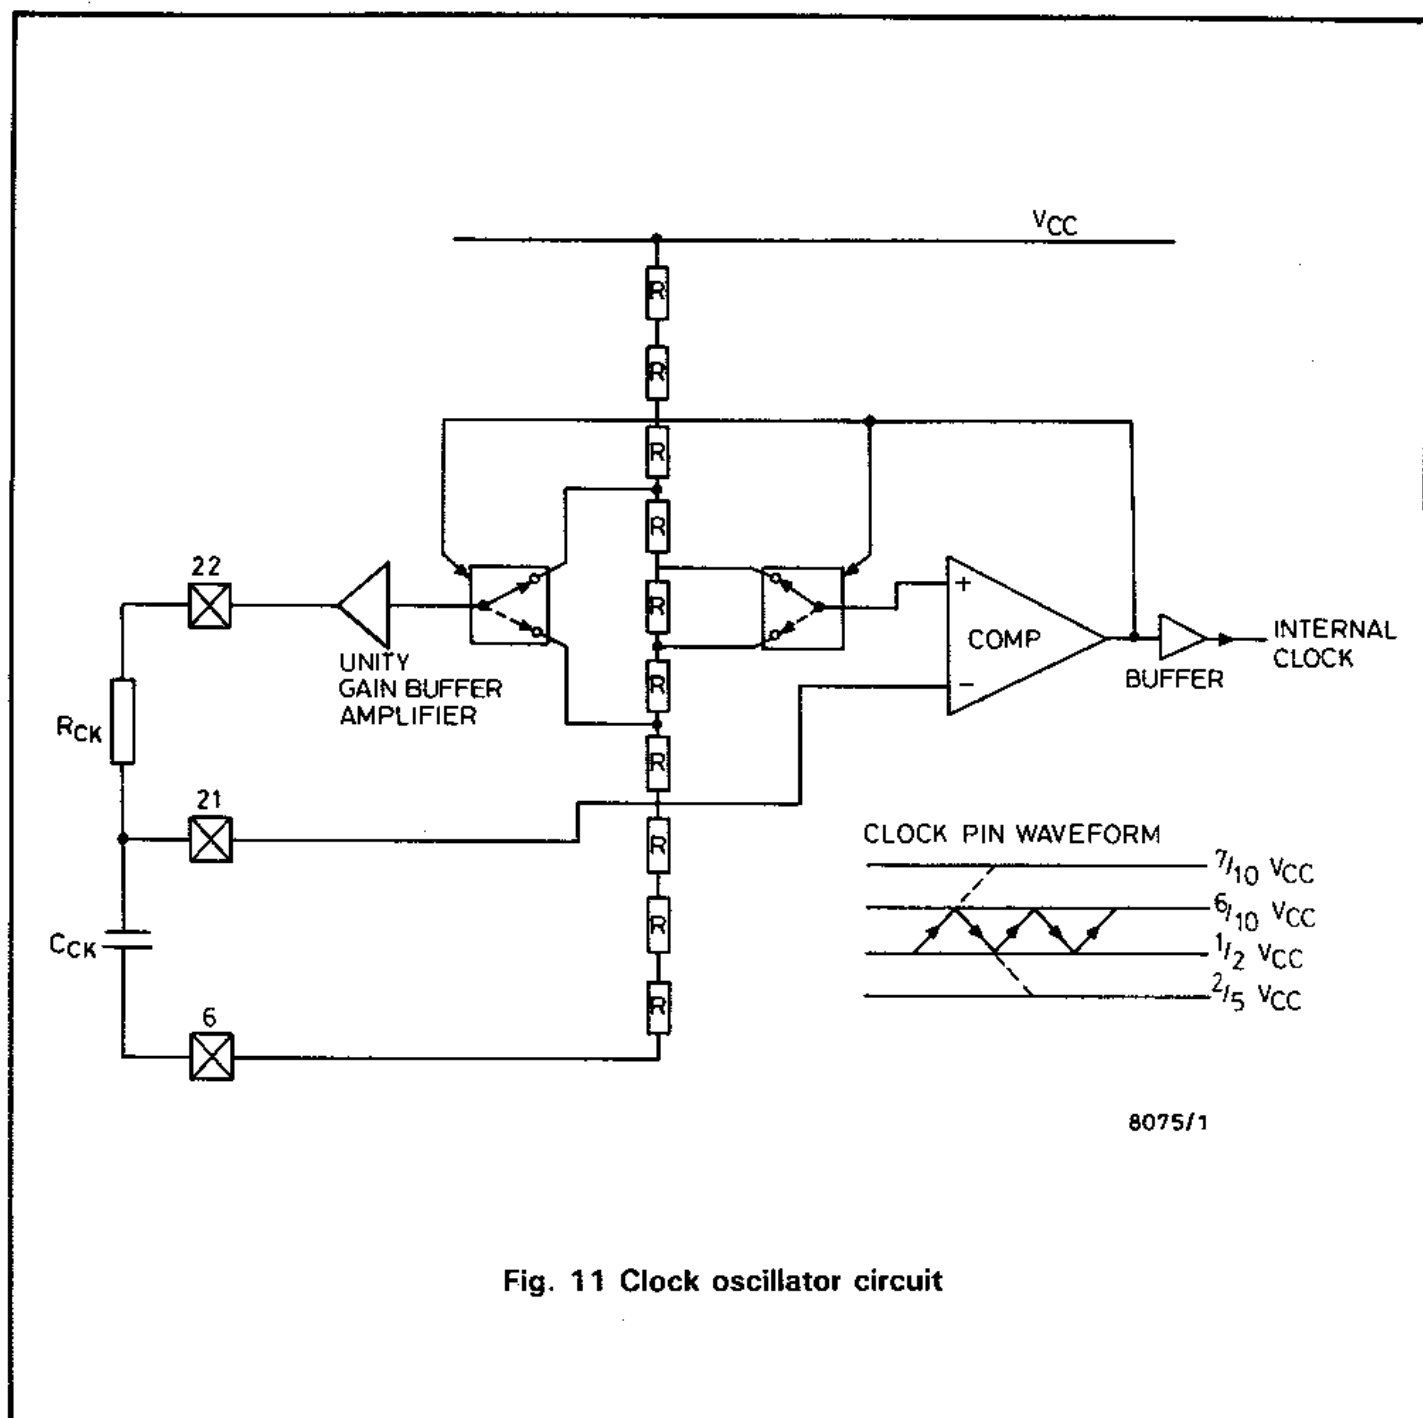 VCC
R
R
R
R
22
R
+
COMP
INTERNAL
CLOCK
UNITY
GAIN BUFFER
AMPLIFIER
R
−
BUFFER
RCK
R
21
CLOCK PIN WAVEFORM
R
7/10 VCC
6/10 VCC
CCK
R
1/2 VCC
2/5 VCC
R
6
8075/1
Fig. 11 Clock oscillator circuit